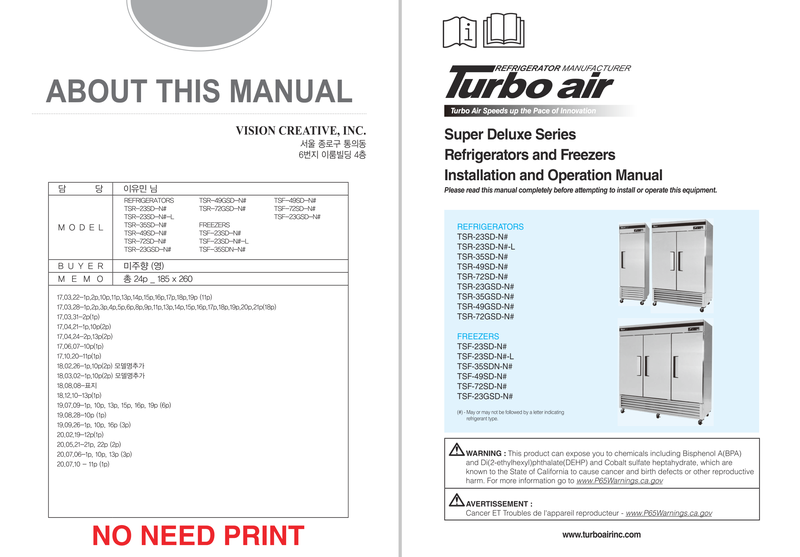 ABOUT THIS MANUAL
VISION CREATIVE, INC.
서울 종로구 통의동
6번지 이룸빌딩 4층
담 당 이유민 님
MODEL
REFRIGERATORS
TSR-23SD-N#
TSR-23SD-N#-L
TSR-35SD-N#
TSR-49SD-N#
TSR-72SD-N#
TSR-23GSD-N#
TSR-49GSD-N#
TSR-72GSD-N#
FREEZERS
TSF-23SD-N#
TSF-23SD-N#-L
TSF-35SDN-N#
TSF-49SD-N#
TSF-72SD-N#
TSF-23GSD-N#
BUYER 미주향 (영)
MEMO 총 24p _ 185 x 260
17,03,22-1p,2p,10p,11p,13p,14p,15p,16p,17p,18p,19p (11p)
17,03,28-1p,2p,3p,4p,5p,6p,8p,9p,11p,13p,14p,15p,16p,17p,18p,19p,20p,21p(18p)
17,03,31-2p(1p)
17,04,21-1p,10p(2p)
17,04,24-2p,13p(2p)
17,06,07-10p(1p)
17,10,20-11p(1p)
18,02,26-1p,10p(2p) 모델명추가
18,03,02-1p,10p(2p) 모델명추가
18,08,08-표지
18,12,10-13p(1p)
19,07,09-1p, 10p, 13p, 15p, 16p, 19p (6p)
19,08,28-10p (1p)
19,09,26-1p, 10p, 16p (3p)
20,02,19-12p(1p)
20,05,21-21p, 22p (2p)
20,07,06-1p, 10p, 13p (3p)
20,07,10 - 11p (1p)
NO NEED PRINT
REFRIGERATOR MANUFACTURER
Turbo air
Turbo Air Speeds up the Pace of Innovation
Super Deluxe Series
Refrigerators and Freezers
Installation and Operation Manual
Please read this manual completely before attempting to install or operate this equipment.
REFRIGERATORS
TSR-23SD-N#
TSR-23SD-N#-L
TSR-35SD-N#
TSR-49SD-N#
TSR-72SD-N#
TSR-23GSD-N#
TSR-35GSD-N#
TSR-49GSD-N#
TSR-72GSD-N#
FREEZERS
TSF-23SD-N#
TSF-23SD-N#-L
TSF-35SDN-N#
TSF-49SD-N#
TSF-72SD-N#
TSF-23GSD-N#
(#) - May or may not be followed by a letter indicating
refrigerant type.
WARNING : This product can expose you to chemicals including Bisphenol A(BPA)
and Di(2-ethylhexyl)phthalate(DEHP) and Cobalt sulfate heptahydrate, which are
known to the State of California to cause cancer and birth defects or other reproductive
harm. For more information go to www.P65Warnings.ca.gov
AVERTISSEMENT :
Cancer ET Troubles de l'appareil reproducteur - www.P65Warnings.ca.gov
www.turboairinc.com